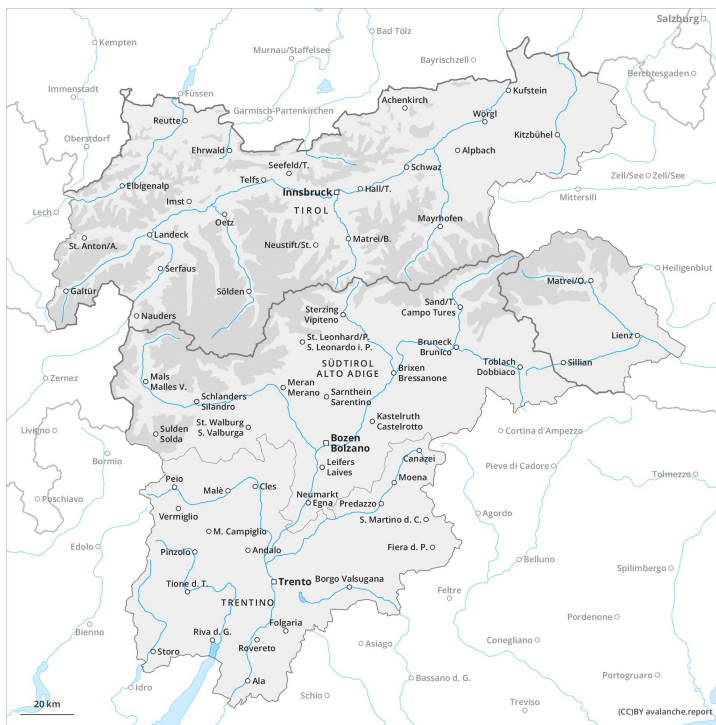 Salzburg
Kempten
Bad Tölz
Murnau/Staffelsee
Bayrischzell
Berchtesgaden
Immenstadt
Füssen
Kufstein
Achenkirch
Garmisch-Partenkirchen
Reutte
Wörgl
Kitzbühel
Oberstdorf
Ehrwald
Alpbach
Seefeld/T.
Schwaz
Telfs
Zell/See
Zell/See
Elbigenalp
Innsbruck
Hall/T.
Mittersill
Imst
TIROL
Lech
Oetz
Mayrhofen
Landeck
St. Anton/A.
Neustift/St.
Matrei/B.
Serfaus
Heiligenblut
Galtür
Sölden
Matrei/O.
Nauders
Sterzing
Vipiteno
Sand/T.
Campo Tures
Lienz
St. Leonhard/P.
S. Leonardo i. P.
Bruneck
Brunico
SÜDTIROL
ALTO ADIGE
Brixen
Bressanone
Toblach
Dobbiaco
Sillian
Zernez
Mals
Malles V.
Meran
Merano
Schlanders
Silandro
Sarnthein
Sarentino
Kastelruth
Castelrotto
St. Walburg
S. Valburga
Livigno
Sulden
Solda
Bozen
Bolzano
Cortina d'Ampezzo
Bormio
Canazei
Leifers
Laives
Pieve di Cadore
Tolmezzo
Peio
Malè
Cles
Moena
Poschiavo
Neumarkt
Egna
Predazzo
Vermiglio
Agordo
S. Martino d. C.
M. Campiglio
Edolo
Pinzolo
Andalo
Fiera d. P.
Belluno
Spilimbergo
Tione d. T.
Trento
Borgo Valsugana
Feltre
TRENTINO
Pordenone
Bienno
Folgaria
Riva d. G.
Rovereto
Asiago
Conegliano
Storo
Portogruaro
Ala
Bassano d. G.
Idro
Schio
Treviso
20 km
(CC)BY avalanche.report